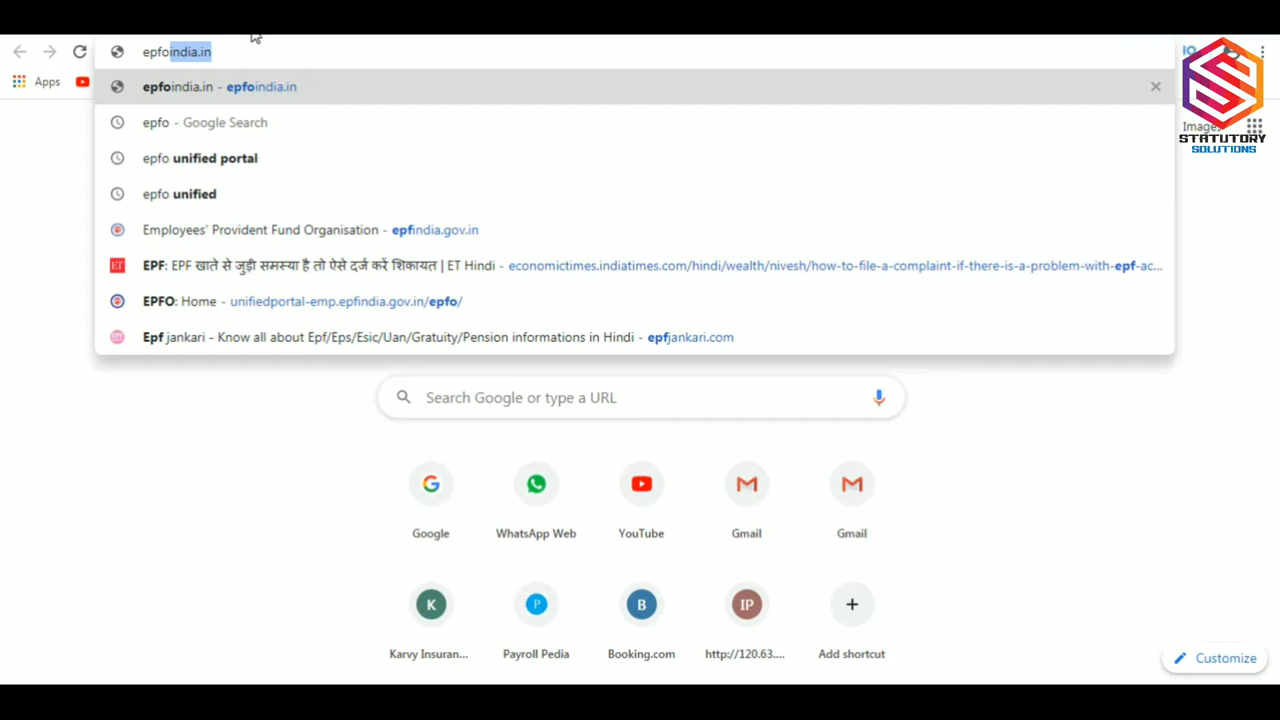 epfoindia.in
Apps
epfoindia.in - epfoindia.in
epfo - Google Search
epfo unified portal
epfo unified
Employees' Provident Fund Organisation - epfindia.gov.in
ET
EPF: EPF खाते से जुड़ी समस्या है तो ऐसे दर्ज करें शिकायत | ET Hindi - economictimes.indiatimes.com/hindi/wealth/nivesh/how-to-file-a-complaint-if-there-is-a-problem-with-epf-ac...
EPFO: Home - unifiedportal-emp.epfindia.gov.in/epfo/
Epf jankari - Know all about Epf/Eps/Esic/Uan/Gratuity/Pension informations in Hindi - epfjankari.com
Images
STATUTORY
SOLUTIONS
Search Google or type a URL
Google
WhatsApp Web
YouTube
Gmail
Gmail
K
P
B
IP
Karvy Insuran...
Payroll Pedia
Booking.com
http://120.63....
Add shortcut
Customize